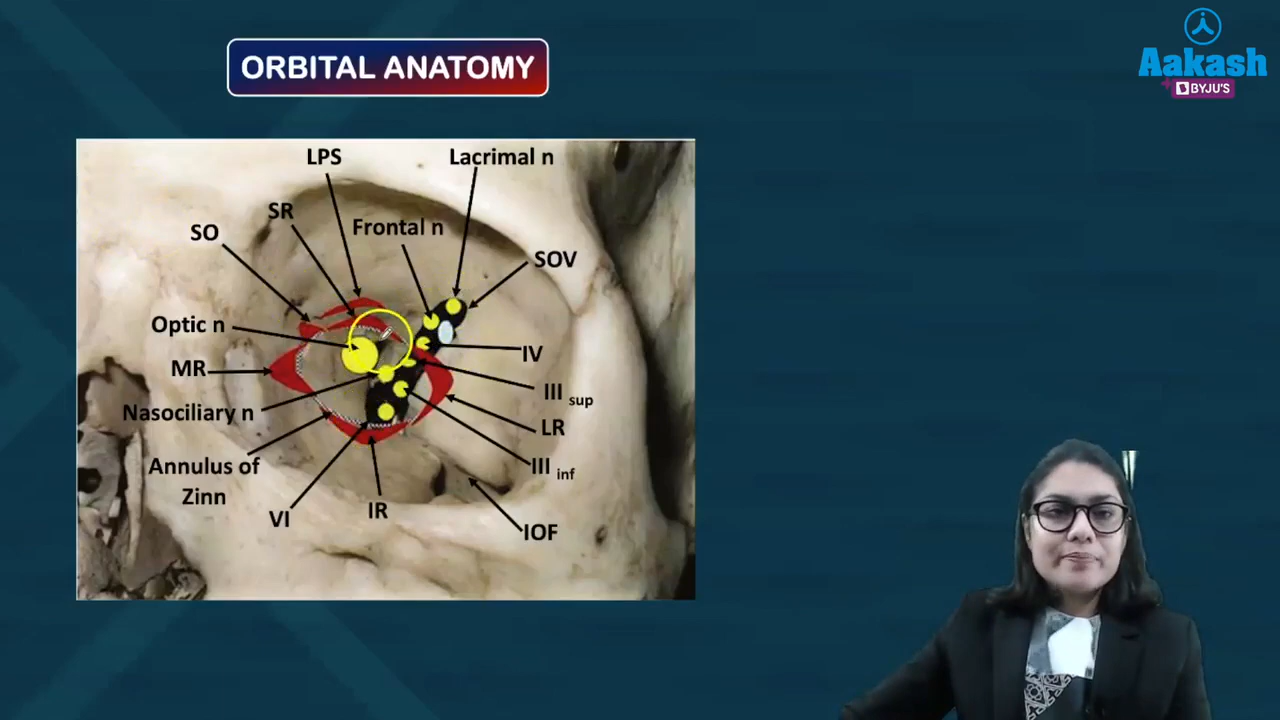 ORBITAL ANATOMY
Aakash
BYJU'S
LPS
Lacrimal n
SR
Frontal n
SO
SOV
Optic n
IV
MR
III sup
Nasociliary n
LR
Annulus of
Zinn
III inf
VI
IR
IOF